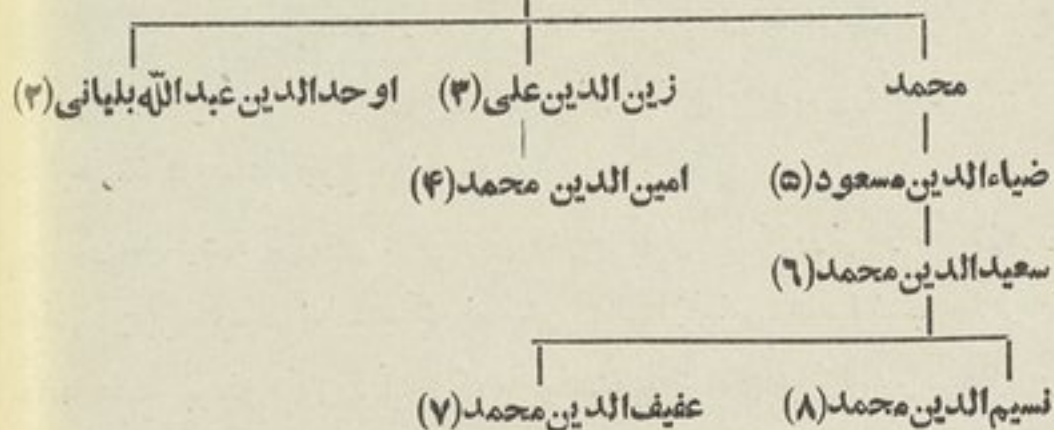 محمد زین‌الدین علی (۳) اوحدالدین عبدالله بلیانی (۲)
ضیاءالدین مسعود (۵) امین‌الدین محمد (۴)
سعیدالدین محمد (۶)
نسیم‌الدین محمد (۸) عفیف‌الدین محمد (۷)